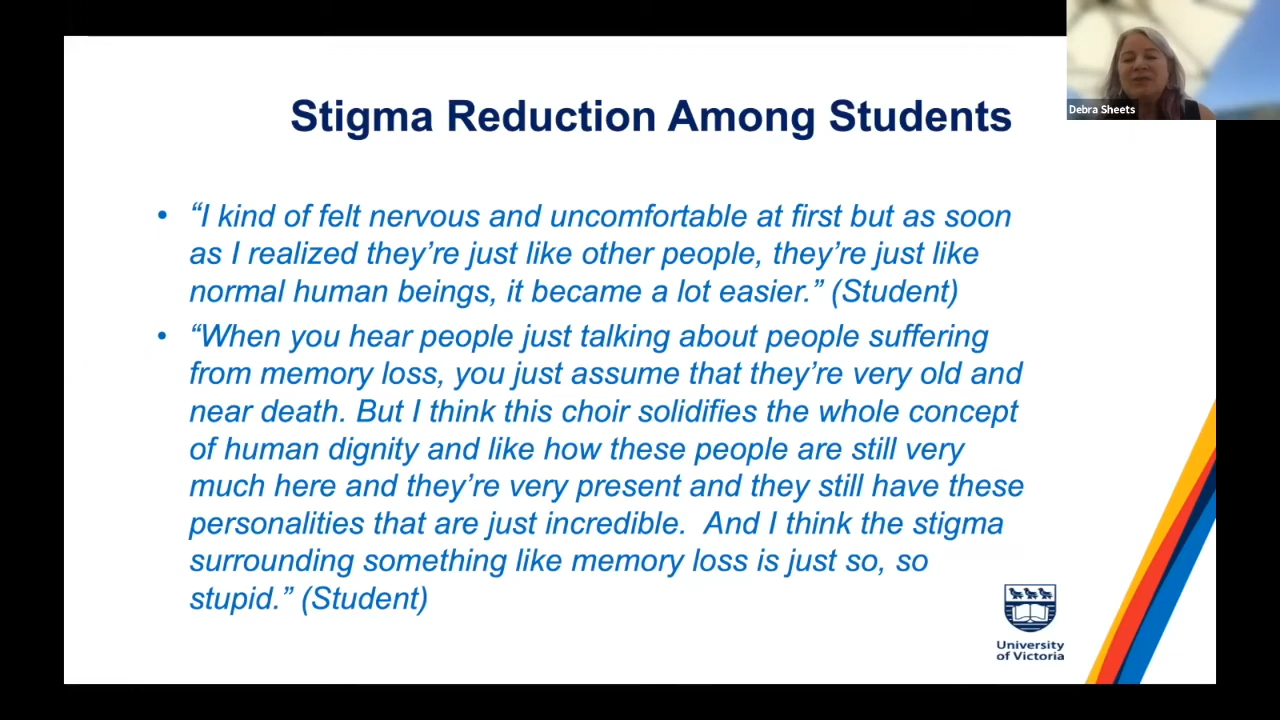 Stigma Reduction Among Students
Debra Sheets
• “I kind of felt nervous and uncomfortable at first but as soon
as I realized they’re just like other people, they’re just like
normal human beings, it became a lot easier.” (Student)
• “When you hear people just talking about people suffering
from memory loss, you just assume that they’re very old and
near death. But I think this choir solidifies the whole concept
of human dignity and like how these people are still very
much here and they’re very present and they still have these
personalities that are just incredible.  And I think the stigma
surrounding something like memory loss is just so, so
stupid.” (Student)
University
of Victoria